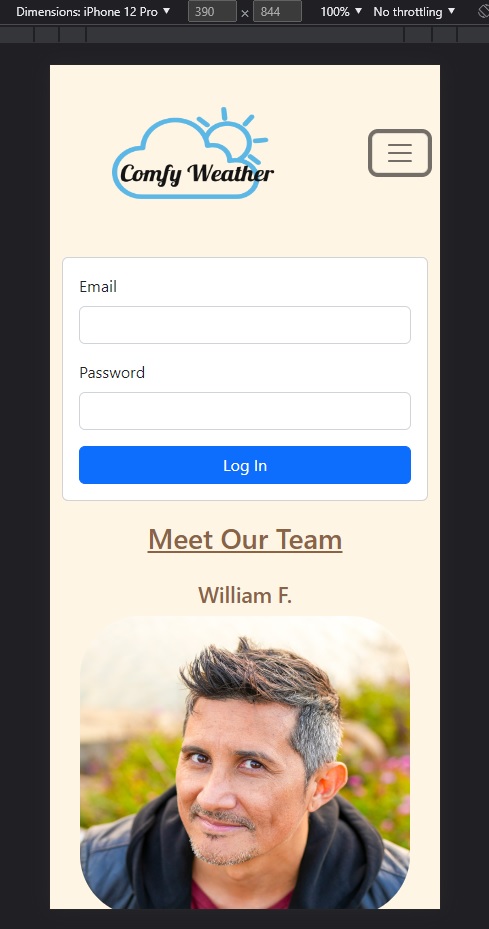 Dimensions: iPhone 12 Pro ▼ 390 × 844 100% ▼ No throttling ▼
Comfy Weather
Email
Password
Log In
Meet Our Team
William F.